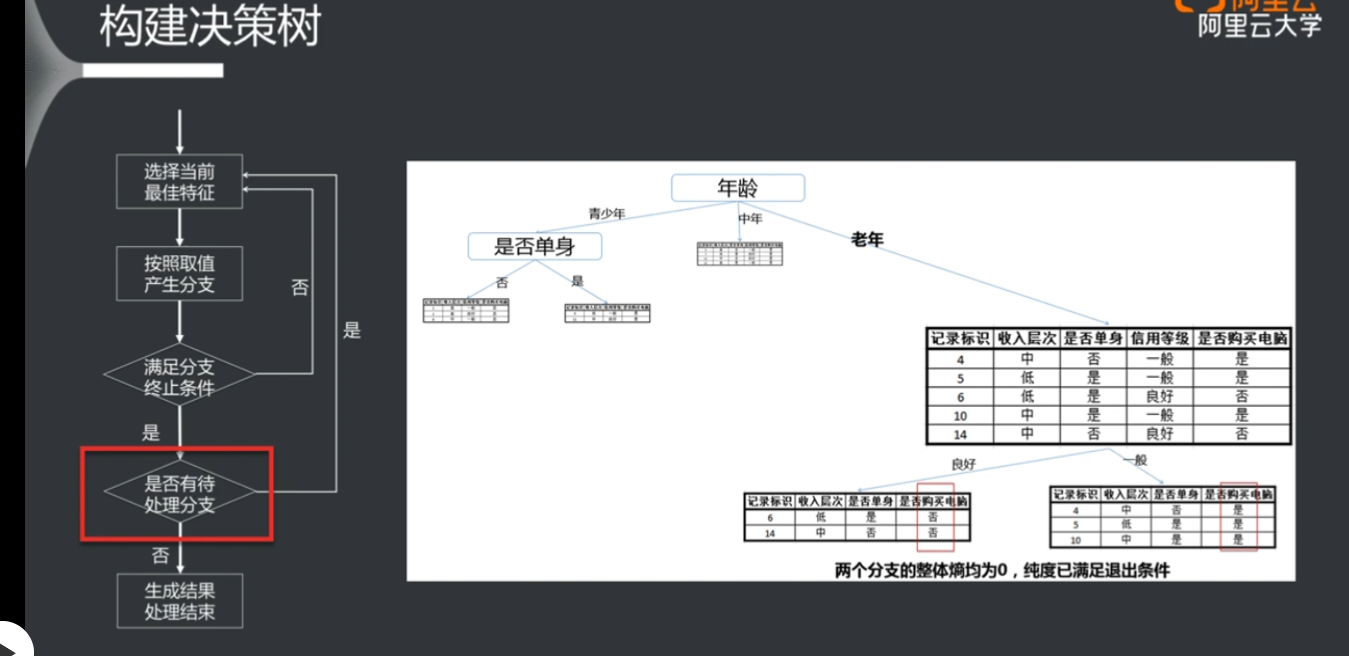 构建决策树
阿里云
阿里云大学
选择当前
最佳特征
按照取值
产生分支
满足分支
终止条件
否
是
是
是否有待
处理分支
否
生成结果
处理结束
年龄
青少年
中年
老年
是否单身
否
是
记录标识 收入层次 是否单身 信用等级 是否购买电脑
4 中 否 一般 是
5 低 是 一般 是
6 低 是 良好 否
10 中 是 一般 是
14 中 否 良好 否
良好
一般
记录标识 收入层次 是否单身 是否购买电脑
6 低 是 否
14 中 否 否
记录标识 收入层次 是否单身 是否购买电脑
4 中 否 是
5 低 是 是
10 中 是 是
两个分支的整体熵均为0，纯度已满足退出条件